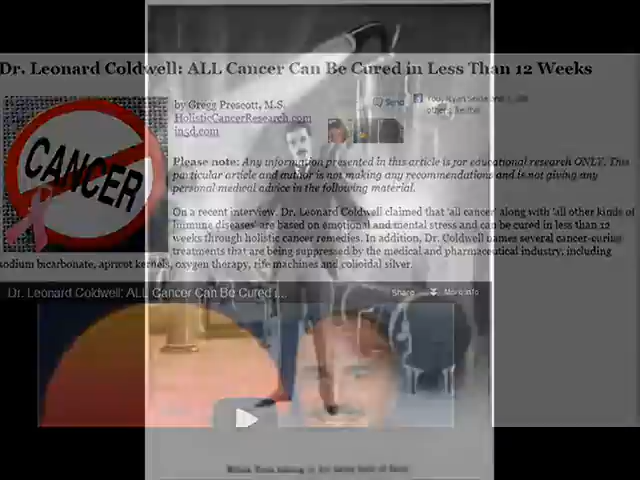 Dr. Leonard Coldwell: ALL Cancer Can Be Cured in Less Than 12 Weeks
by Gregg Prescott, M.S.
HolisticCancerResearch.com
in5d.com
Send
CANCER
Please note: Any information presented in this article is for educational research ONLY. This
particular article and author is not making any recommendations and is not giving any
personal medical advice in the following material.
On a recent interview, Dr. Leonard Coldwell claimed that 'all cancer' along with 'all other kinds of
immune diseases' are based on emotional and mental stress and can be cured in less than 12
weeks through holistic cancer remedies. In addition, Dr. Coldwell names several cancer-curing
treatments that are being suppressed by the medical and pharmaceutical industry, including
sodium bicarbonate, apricot kernels, oxygen therapy, rife machines and colloidal silver.
Dr. Leonard Coldwell: ALL Cancer Can Be Cured i...
Share
More info